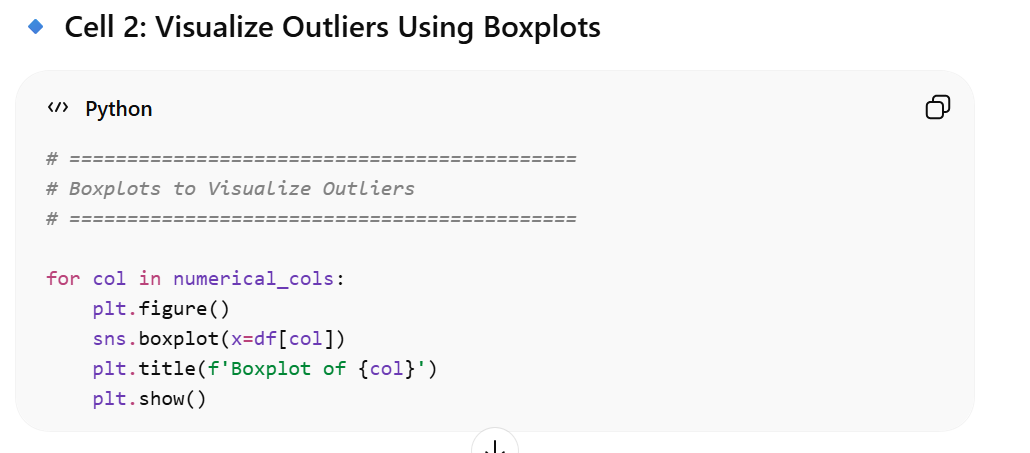 Cell 2: Visualize Outliers Using Boxplots
</> Python
# ============================================
# Boxplots to Visualize Outliers
# ============================================
for col in numerical_cols:
    plt.figure()
    sns.boxplot(x=df[col])
    plt.title(f'Boxplot of {col}')
    plt.show()